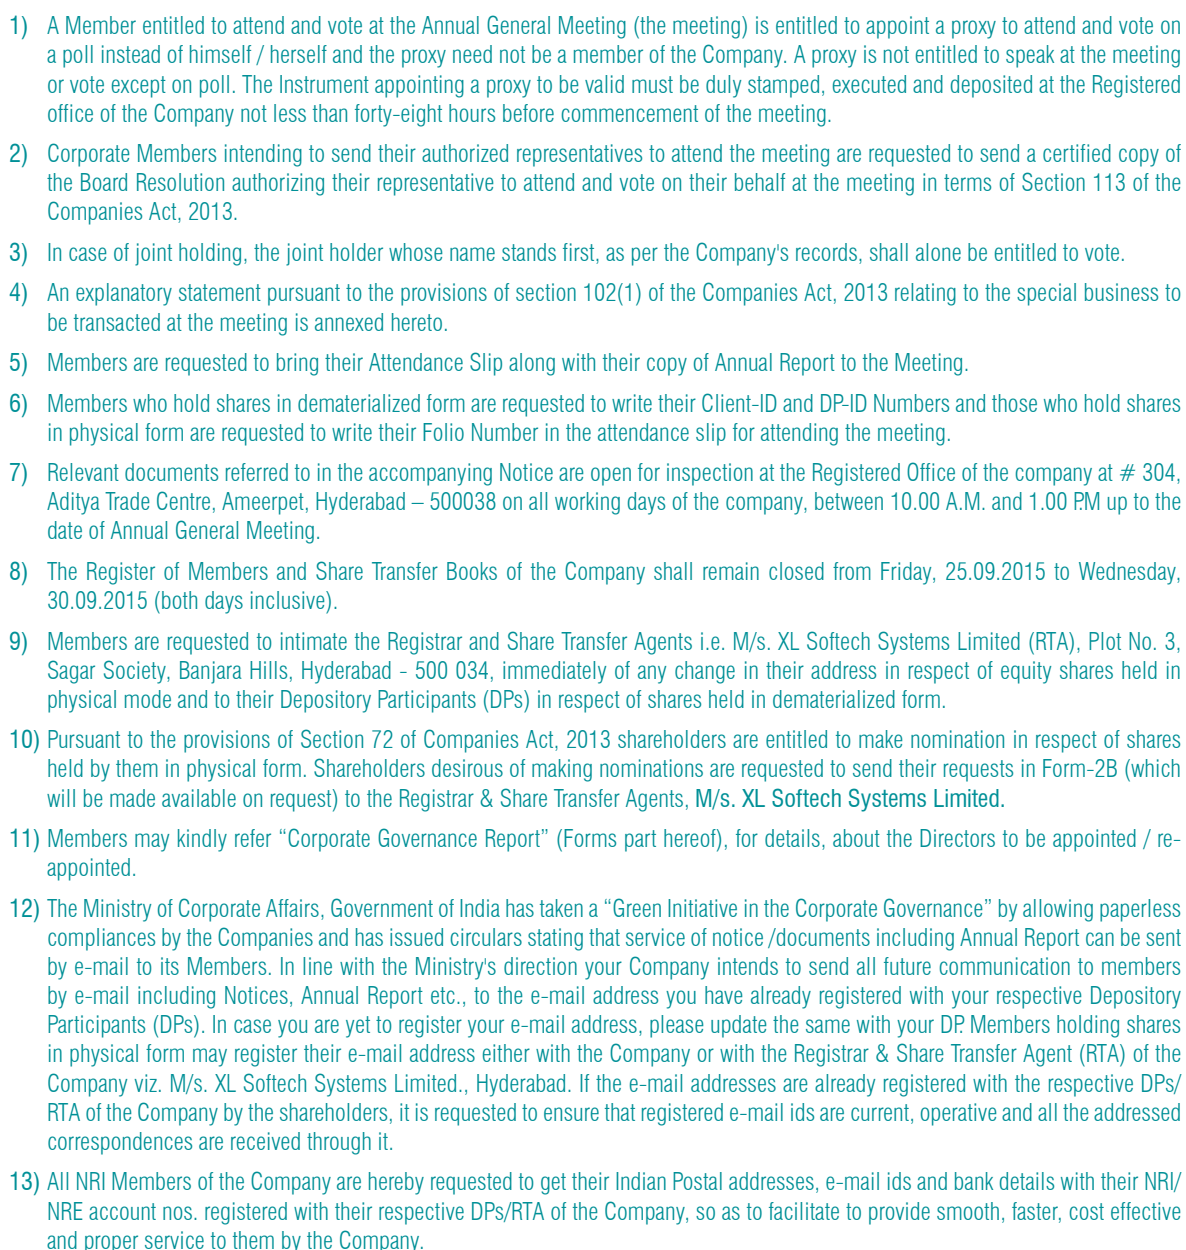 1) A Member entitled to attend and vote at the Annual General Meeting (the meeting) is entitled to appoint a proxy to attend and vote on
a poll instead of himself / herself and the proxy need not be a member of the Company. A proxy is not entitled to speak at the meeting
or vote except on poll. The Instrument appointing a proxy to be valid must be duly stamped, executed and deposited at the Registered
office of the Company not less than forty-eight hours before commencement of the meeting.
2) Corporate Members intending to send their authorized representatives to attend the meeting are requested to send a certified copy of
the Board Resolution authorizing their representative to attend and vote on their behalf at the meeting in terms of Section 113 of the
Companies Act, 2013.
3) In case of joint holding, the joint holder whose name stands first, as per the Company's records, shall alone be entitled to vote.
4) An explanatory statement pursuant to the provisions of section 102(1) of the Companies Act, 2013 relating to the special business to
be transacted at the meeting is annexed hereto.
5) Members are requested to bring their Attendance Slip along with their copy of Annual Report to the Meeting.
6) Members who hold shares in dematerialized form are requested to write their Client-ID and DP-ID Numbers and those who hold shares
in physical form are requested to write their Folio Number in the attendance slip for attending the meeting.
7) Relevant documents referred to in the accompanying Notice are open for inspection at the Registered Office of the company at # 304,
Aditya Trade Centre, Ameerpet, Hyderabad – 500038 on all working days of the company, between 10.00 A.M. and 1.00 P.M up to the
date of Annual General Meeting.
8) The Register of Members and Share Transfer Books of the Company shall remain closed from Friday, 25.09.2015 to Wednesday,
30.09.2015 (both days inclusive).
9) Members are requested to intimate the Registrar and Share Transfer Agents i.e. M/s. XL Softech Systems Limited (RTA), Plot No. 3,
Sagar Society, Banjara Hills, Hyderabad - 500 034, immediately of any change in their address in respect of equity shares held in
physical mode and to their Depository Participants (DPs) in respect of shares held in dematerialized form.
10) Pursuant to the provisions of Section 72 of Companies Act, 2013 shareholders are entitled to make nomination in respect of shares
held by them in physical form. Shareholders desirous of making nominations are requested to send their requests in Form-2B (which
will be made available on request) to the Registrar & Share Transfer Agents, M/s. XL Softech Systems Limited.
11) Members may kindly refer “Corporate Governance Report” (Forms part hereof), for details, about the Directors to be appointed / re-
appointed.
12) The Ministry of Corporate Affairs, Government of India has taken a “Green Initiative in the Corporate Governance” by allowing paperless
compliances by the Companies and has issued circulars stating that service of notice /documents including Annual Report can be sent
by e-mail to its Members. In line with the Ministry's direction your Company intends to send all future communication to members
by e-mail including Notices, Annual Report etc., to the e-mail address you have already registered with your respective Depository
Participants (DPs). In case you are yet to register your e-mail address, please update the same with your DP. Members holding shares
in physical form may register their e-mail address either with the Company or with the Registrar & Share Transfer Agent (RTA) of the
Company viz. M/s. XL Softech Systems Limited., Hyderabad. If the e-mail addresses are already registered with the respective DPs/
RTA of the Company by the shareholders, it is requested to ensure that registered e-mail ids are current, operative and all the addressed
correspondences are received through it.
13) All NRI Members of the Company are hereby requested to get their Indian Postal addresses, e-mail ids and bank details with their NRI/
NRE account nos. registered with their respective DPs/RTA of the Company, so as to facilitate to provide smooth, faster, cost effective
and proper service to them by the Company.